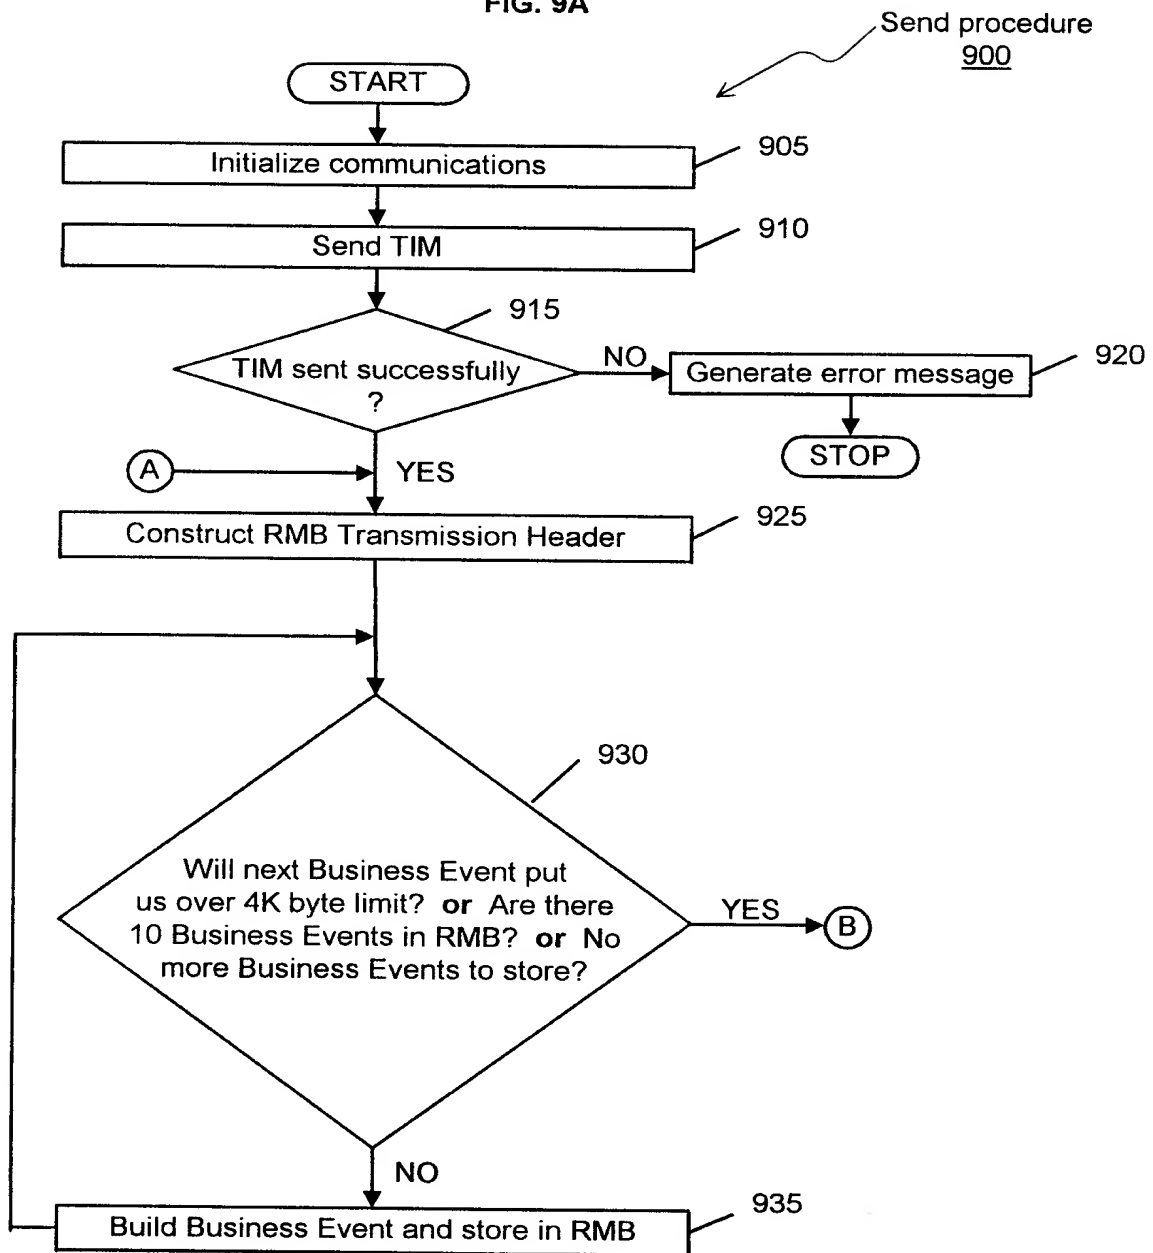 FIG. 9A
Send procedure
900
START
Initialize communications
905
Send TIM
910
915
TIM sent successfully
?
NO
Generate error message
920
STOP
A
YES
Construct RMB Transmission Header
925
930
Will next Business Event put
us over 4K byte limit? or Are there
10 Business Events in RMB? or No
more Business Events to store?
YES
B
NO
Build Business Event and store in RMB
935